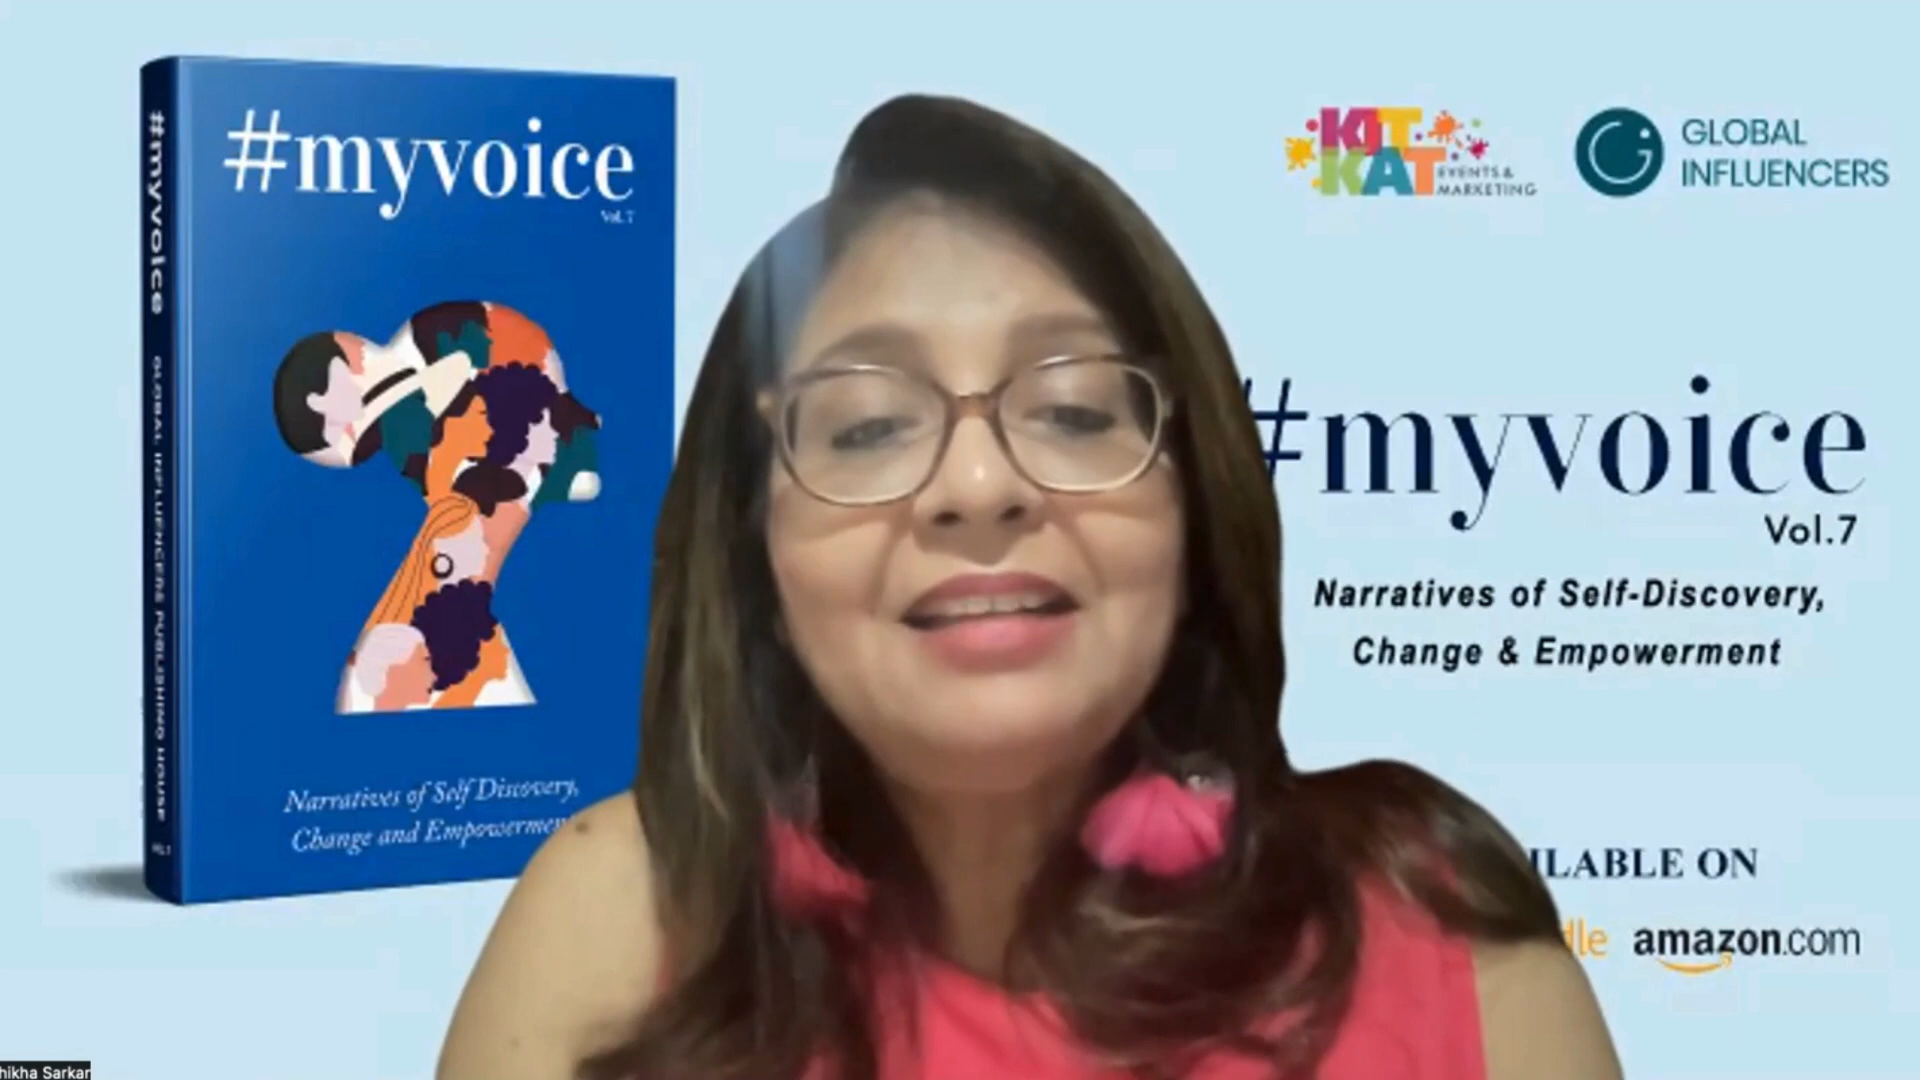 #myvoice
Vol. 7
Narratives of Self Discovery,
Change and Empowermen
#myvoice
GLOBAL INFLUENCERS PUBLISHING HOUSE
KIT
KAT
EVENTS &
MARKETING
GLOBAL
INFLUENCERS
#myvoice
Vol.7
Narratives of Self-Discovery,
Change & Empowerment
ILABLE ON
dle amazon.com
hikha Sarkar